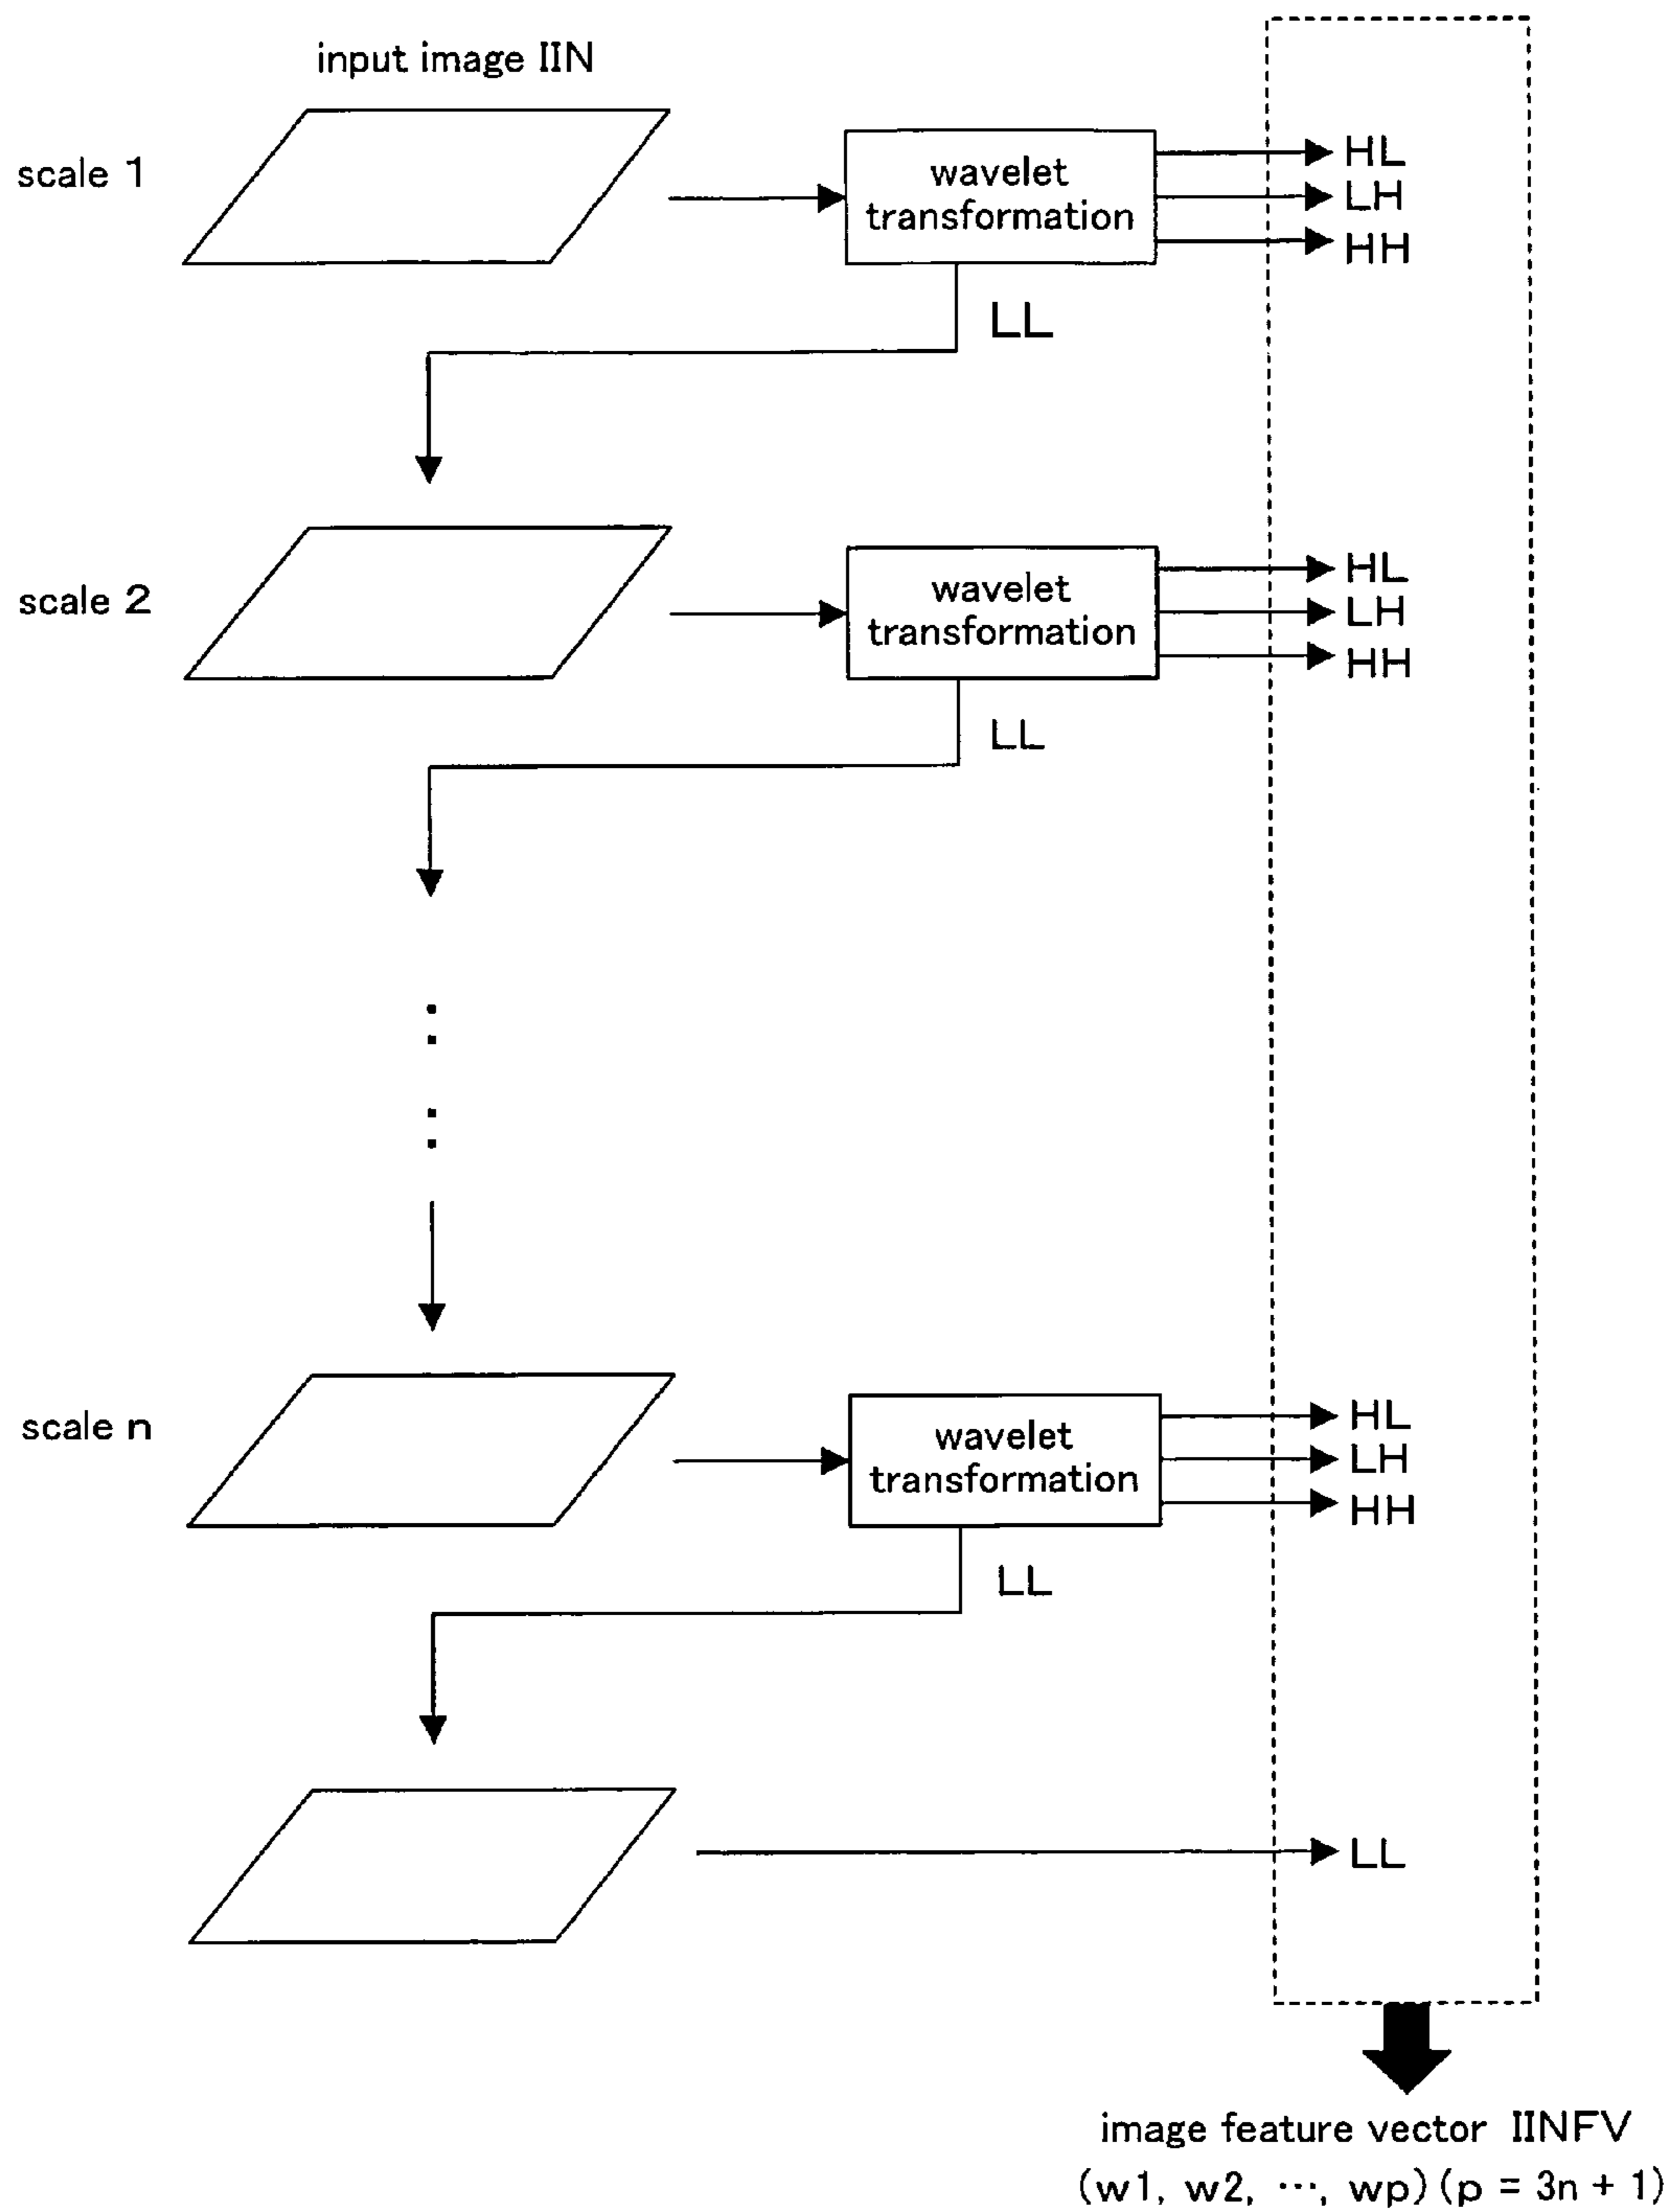 input image IIN
scale 1
wavelet
transformation
HL
LH
HH
LL
scale 2
wavelet
transformation
HL
LH
HH
LL
scale n
wavelet
transformation
HL
LH
HH
LL
LL
image feature vector IINFV
(w1, w2, ···, wp) (p = 3n + 1)